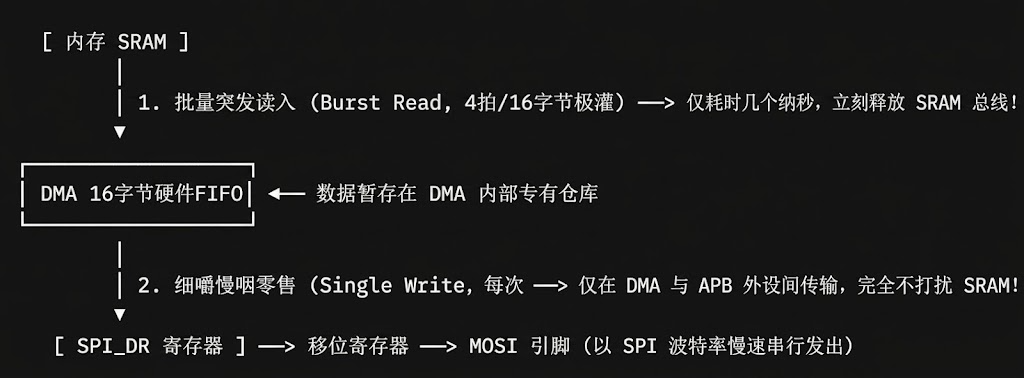 [ 内存 SRAM ]
1. 批量突发读入 (Burst Read, 4拍/16字节极灌) ──> 仅耗时几个纳秒，立刻释放 SRAM 总线!
DMA 16字节硬件FIFO ◀── 数据暂存在 DMA 内部专有仓库
2. 细嚼慢咽零售 (Single Write, 每次 ──> 仅在 DMA 与 APB 外设间传输，完全不打扰 SRAM!
[ SPI_DR 寄存器 ] ──> 移位寄存器 ──> MOSI 引脚 (以 SPI 波特率慢速串行发出)